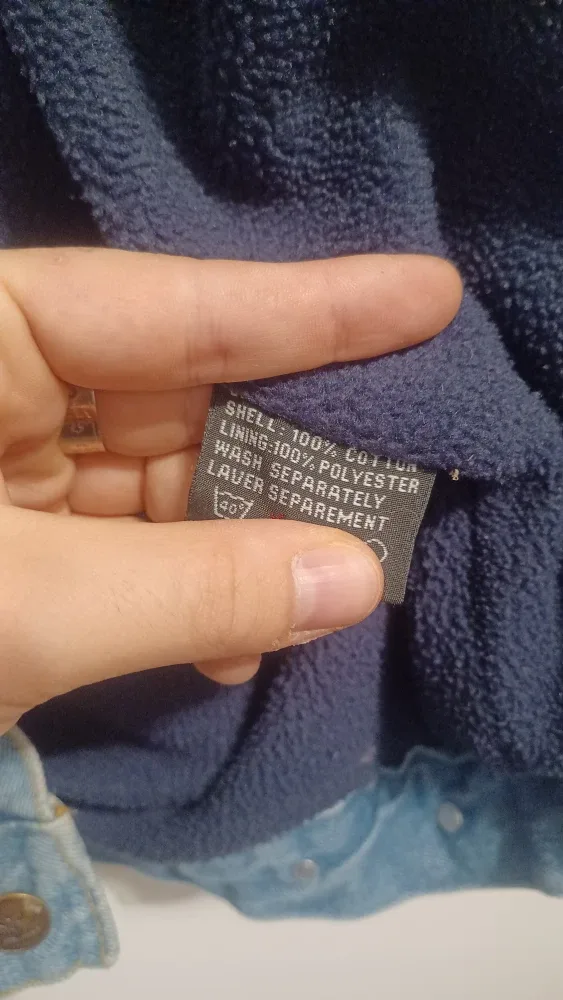 SHELL: 100% COTTON
LINING:100% POLYESTER
WASH SEPARATELY
LAVER SEPAREMENT
40°